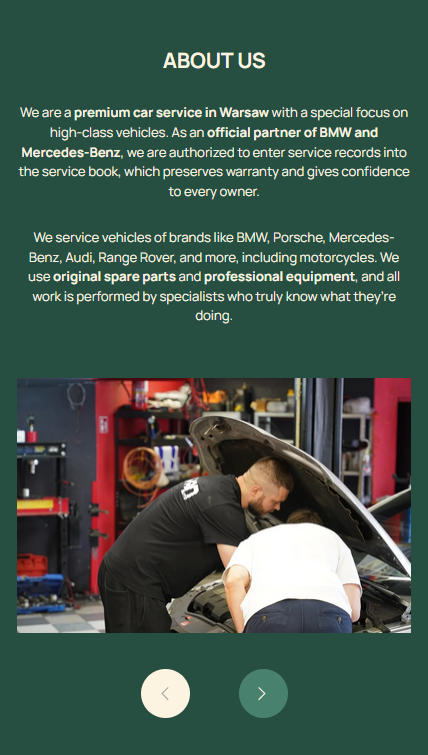 ABOUT US
We are a premium car service in Warsaw with a special focus on
high-class vehicles. As an official partner of BMW and
Mercedes-Benz, we are authorized to enter service records into
the service book, which preserves warranty and gives confidence
to every owner.
We service vehicles of brands like BMW, Porsche, Mercedes-
Benz, Audi, Range Rover, and more, including motorcycles. We
use original spare parts and professional equipment, and all
work is performed by specialists who truly know what they're
doing.